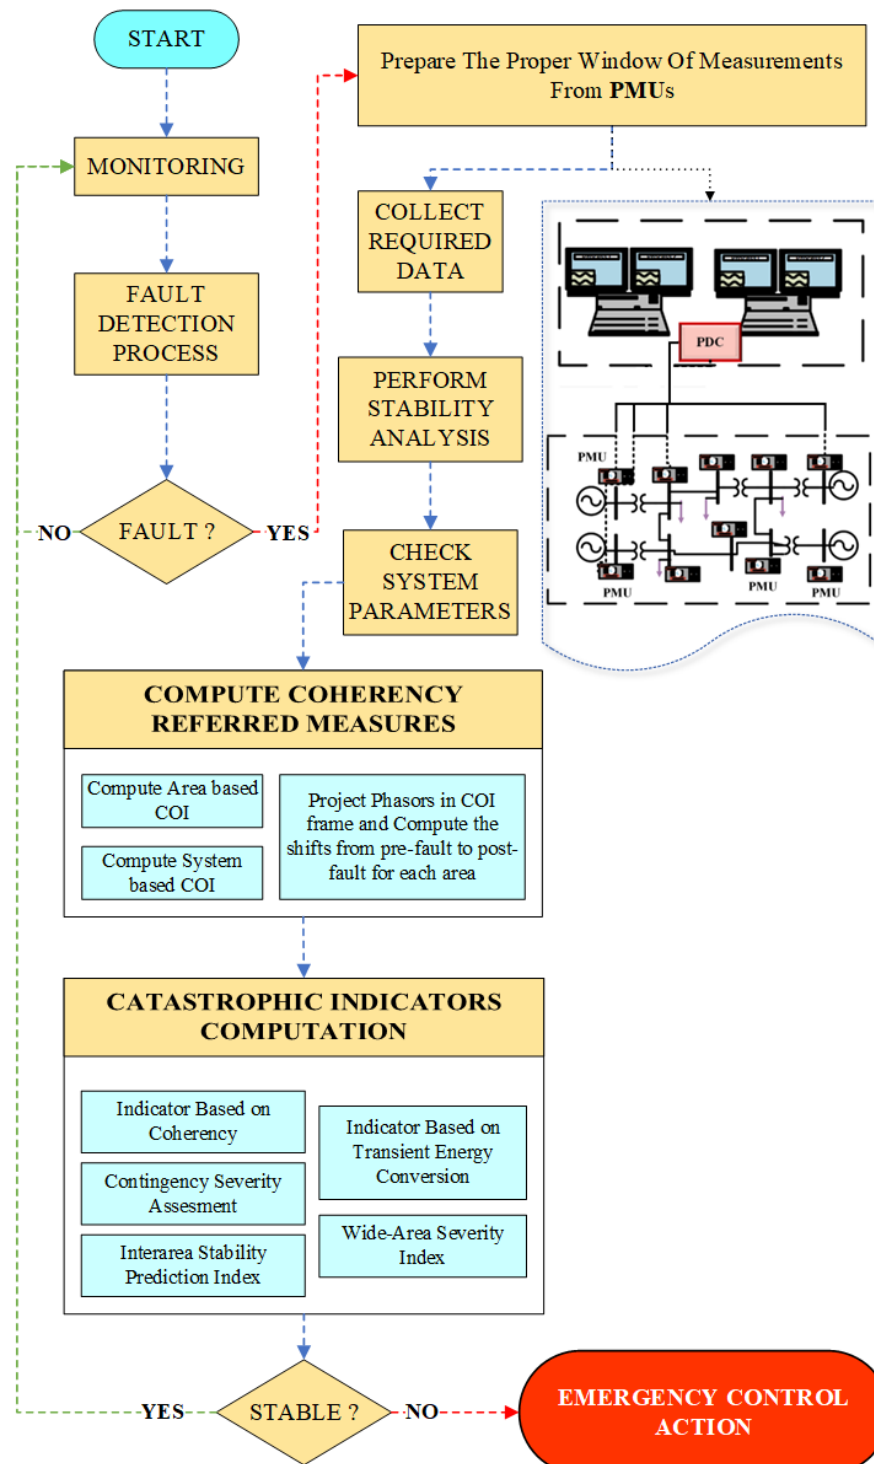 START
Prepare The Proper Window Of Measurements
From PMUs
MONITORING
COLLECT
REQUIRED
DATA
FAULT
DETECTION
PROCESS
PDC
PERFORM
STABILITY
ANALYSIS
PMU
NO
FAULT ?
YES
CHECK
SYSTEM
PARAMETERS
PMU
PMU
PMU
COMPUTE COHERENCY
REFERRED MEASURES
Compute Area based
COI
Compute System
based COI
Project Phasors in COI
frame and Compute the
shifts from pre-fault to post-
fault for each area
CATASTROPHIC INDICATORS
COMPUTATION
Indicator Based on
Coherency
Contingency Severity
Assesment
Interarea Stability
Prediction Index
Indicator Based on
Transient Energy
Conversion
Wide-Area Severity
Index
YES
STABLE ?
NO
EMERGENCY CONTROL
ACTION